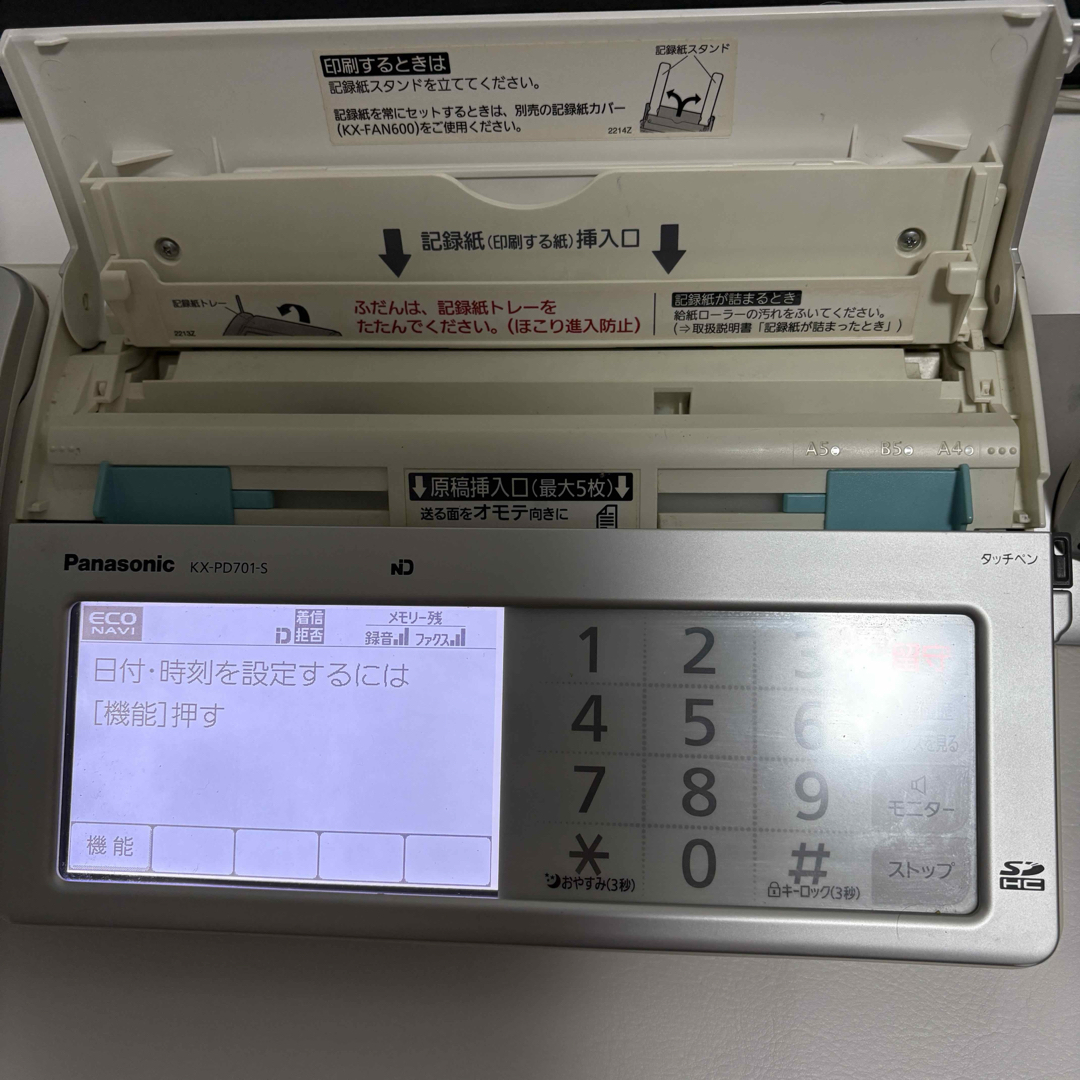 印刷するときは
記録紙スタンドを立ててください。
記録紙を常にセットするときは、別売の記録紙カバー
(KX-FAN600)をご使用ください。
記録紙スタンド
2214Z
記録紙(印刷する紙)挿入口
記録紙トレー
2213Z
ふだんは、記録紙トレーを
たたんでください。(ほこり進入防止)
記録紙が詰まるとき
給紙ローラーの汚れをふいてください。
(⇒取扱説明書「記録紙が詰まったとき」)
A5 B5 A4
原稿挿入口(最大5枚)
送る面をオモテ向きに
Panasonic KX-PD701-S
タッチペン
ECO
NAVI
着信
拒否
メモリー残
録音 ファクス
日付・時刻を設定するには
[機能]押す
機能
1 2 3
4 5 6
7 8 9
* 0 #
おやすみ(3秒)
キーロック(3秒)
を見る
モニター
ストップ
SD
HC